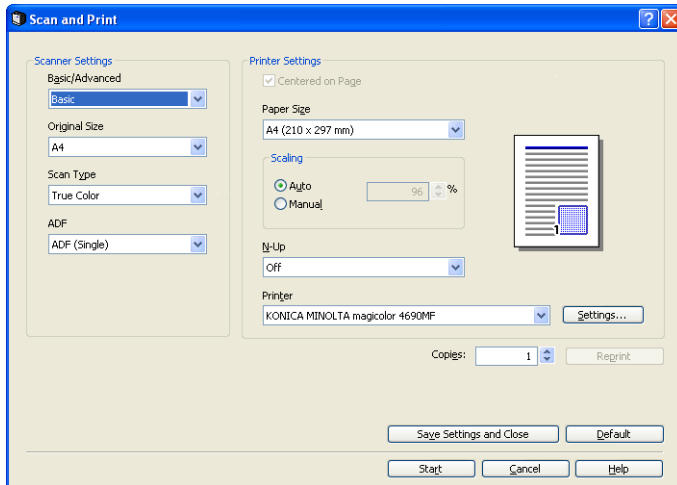 Scan and Print
Scanner Settings
Basic/Advanced
Basic
Original Size
A4
Scan Type
True Color
ADF
ADF (Single)
Printer Settings
Centered on Page
Paper Size
A4 (210 x 297 mm)
Scaling
Auto
96 %
Manual
N-Up
Off
Printer
KONICA MINOLTA magicolor 4690MF
Settings...
1
Copies: 1
Reprint
Save Settings and Close
Default
Start
Cancel
Help